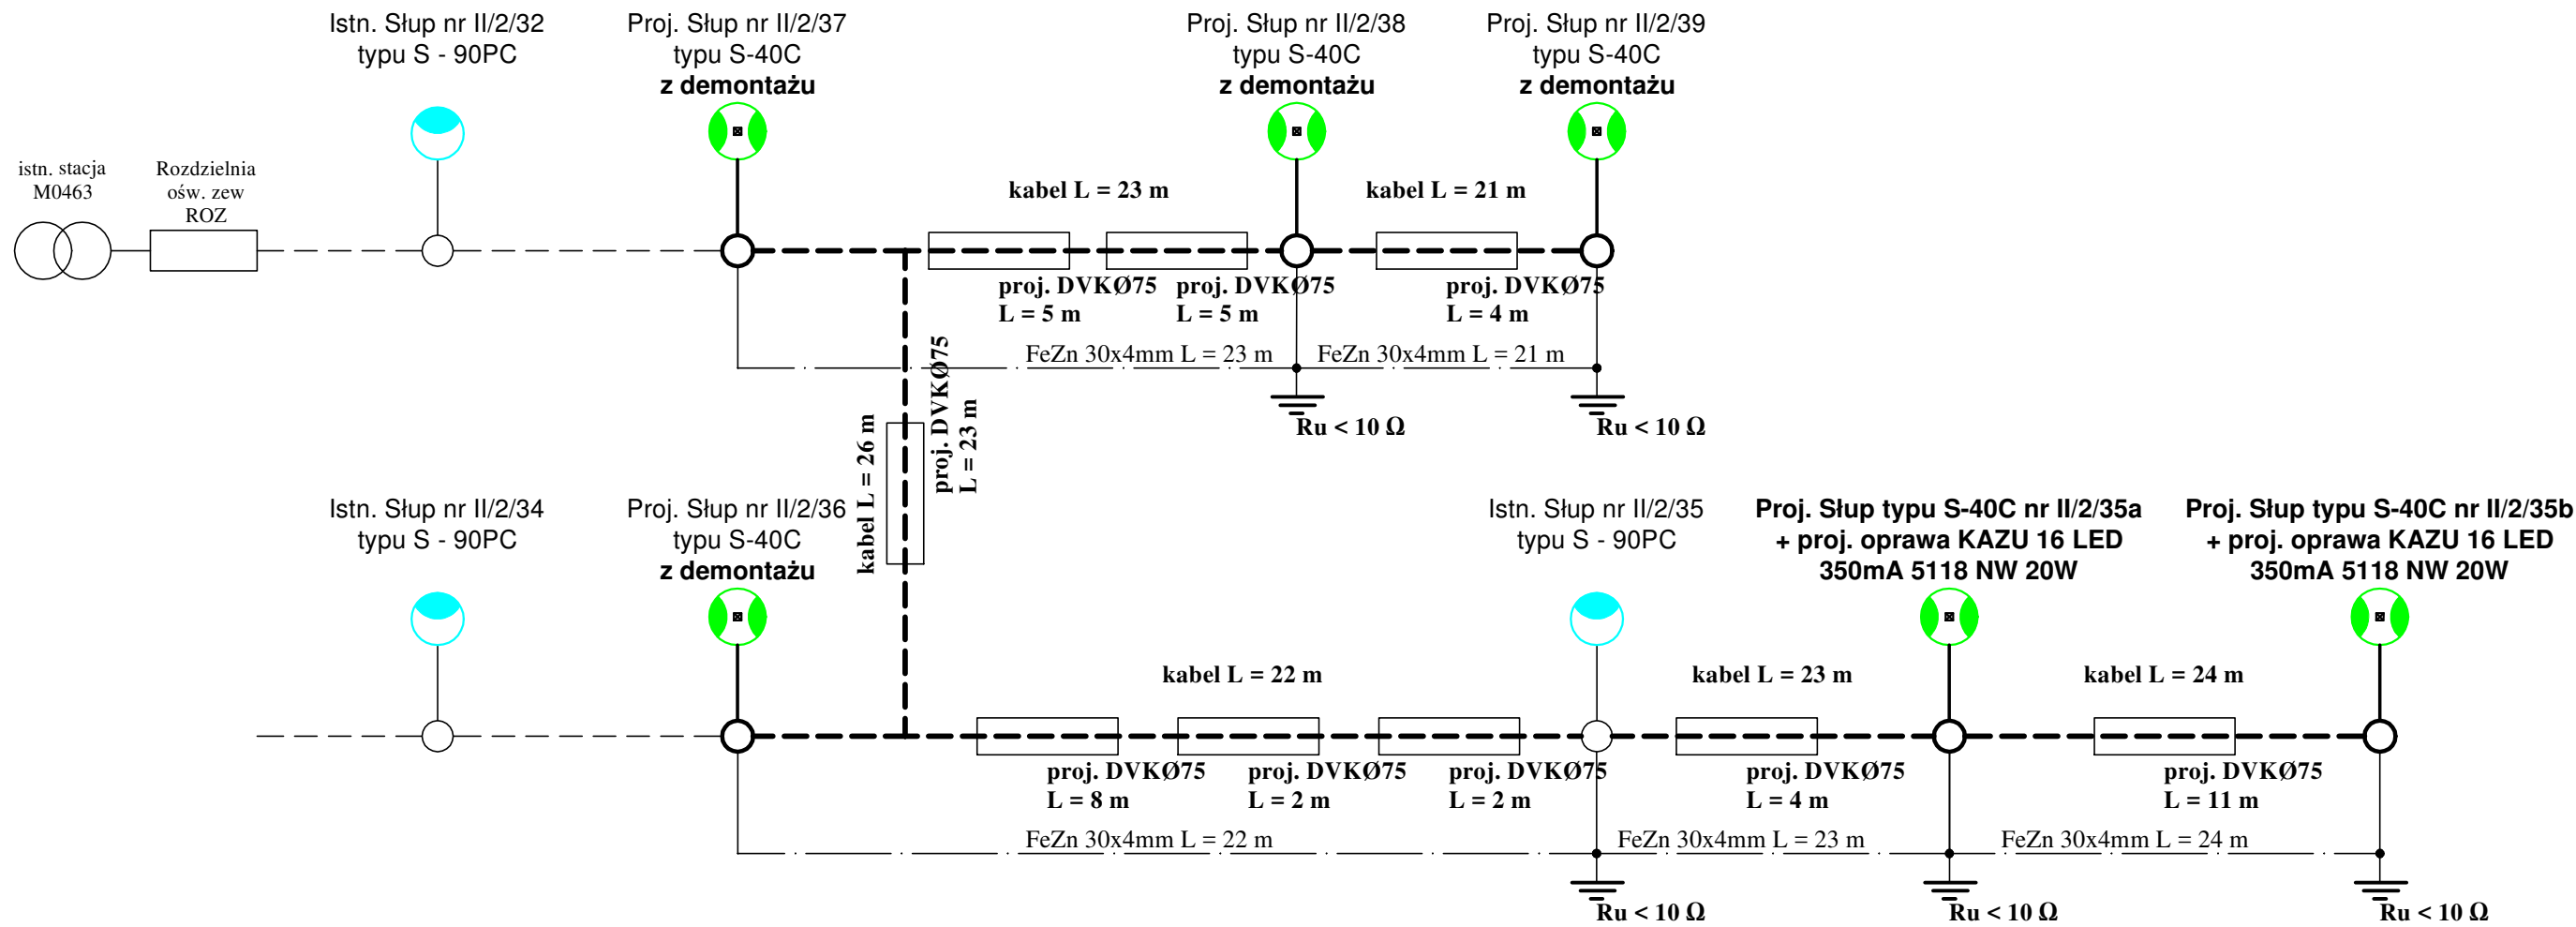 Istn. Słup nr II/2/32
typu S - 90PC
Proj. Słup nr II/2/37
typu S-40C
z demontażu
Proj. Słup nr II/2/38
typu S-40C
z demontażu
Proj. Słup nr II/2/39
typu S-40C
z demontażu
istn. stacja
M0463
Rozdzielnia
ośw. zew
ROZ
kabel L = 23 m
kabel L = 21 m
proj. DVKØ75
L = 5 m
proj. DVKØ75
L = 5 m
proj. DVKØ75
L = 4 m
FeZn 30x4mm L = 23 m
FeZn 30x4mm L = 21 m
Ru < 10 Ω
Ru < 10 Ω
kabel L = 26 m
proj. DVKØ75
L = 23 m
Istn. Słup nr II/2/34
typu S - 90PC
Proj. Słup nr II/2/36
typu S-40C
z demontażu
Istn. Słup nr II/2/35
typu S - 90PC
Proj. Słup typu S-40C nr II/2/35a
+ proj. oprawa KAZU 16 LED
350mA 5118 NW 20W
Proj. Słup typu S-40C nr II/2/35b
+ proj. oprawa KAZU 16 LED
350mA 5118 NW 20W
kabel L = 22 m
kabel L = 23 m
kabel L = 24 m
proj. DVKØ75
L = 8 m
proj. DVKØ75
L = 2 m
proj. DVKØ75
L = 2 m
proj. DVKØ75
L = 4 m
proj. DVKØ75
L = 11 m
FeZn 30x4mm L = 22 m
FeZn 30x4mm L = 23 m
FeZn 30x4mm L = 24 m
Ru < 10 Ω
Ru < 10 Ω
Ru < 10 Ω